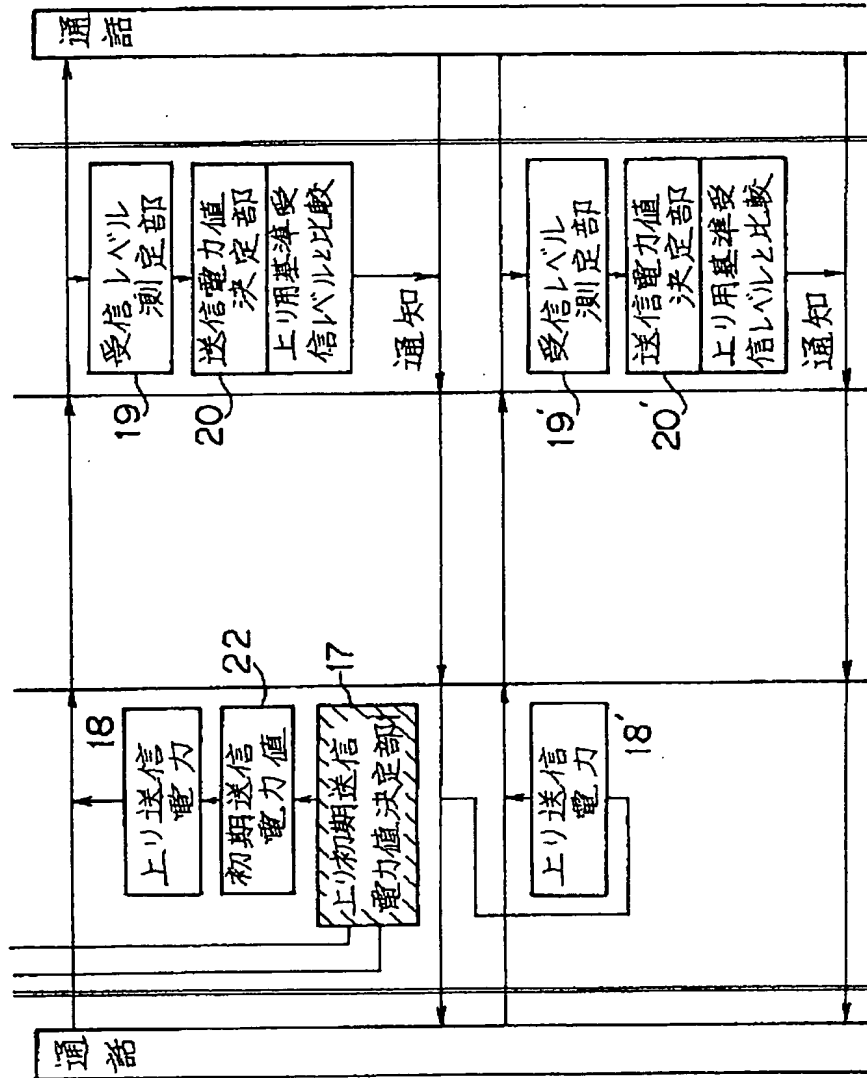 通話
通話
18
上り送信
電力
22
初期送信
電力値
17
上り初期送信
電力値決定部
受信レベル
測定部
19
送信電力値
決定部
上り用基準受
信レベルと比較
20
通知
上り送信
電力
18'
受信レベル
測定部
19'
送信電力値
決定部
上り用基準受
信レベルと比較
20'
通知